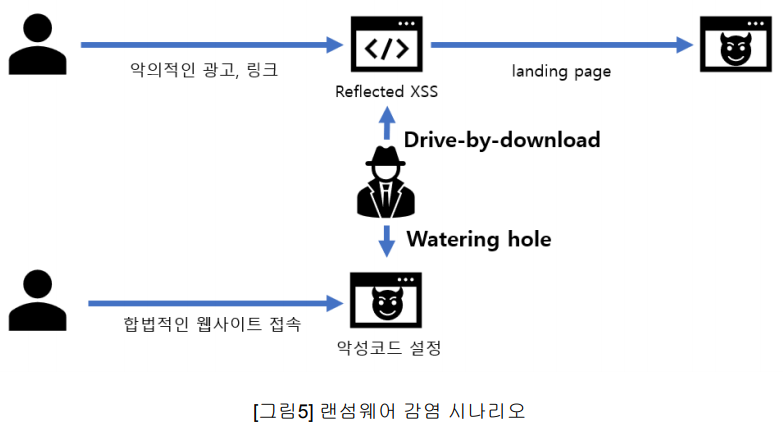 악의적인 광고, 링크
landing page
Reflected XSS
Drive-by-download
Watering hole
합법적인 웹사이트 접속
악성코드 설정
[그림5] 랜섬웨어 감염 시나리오